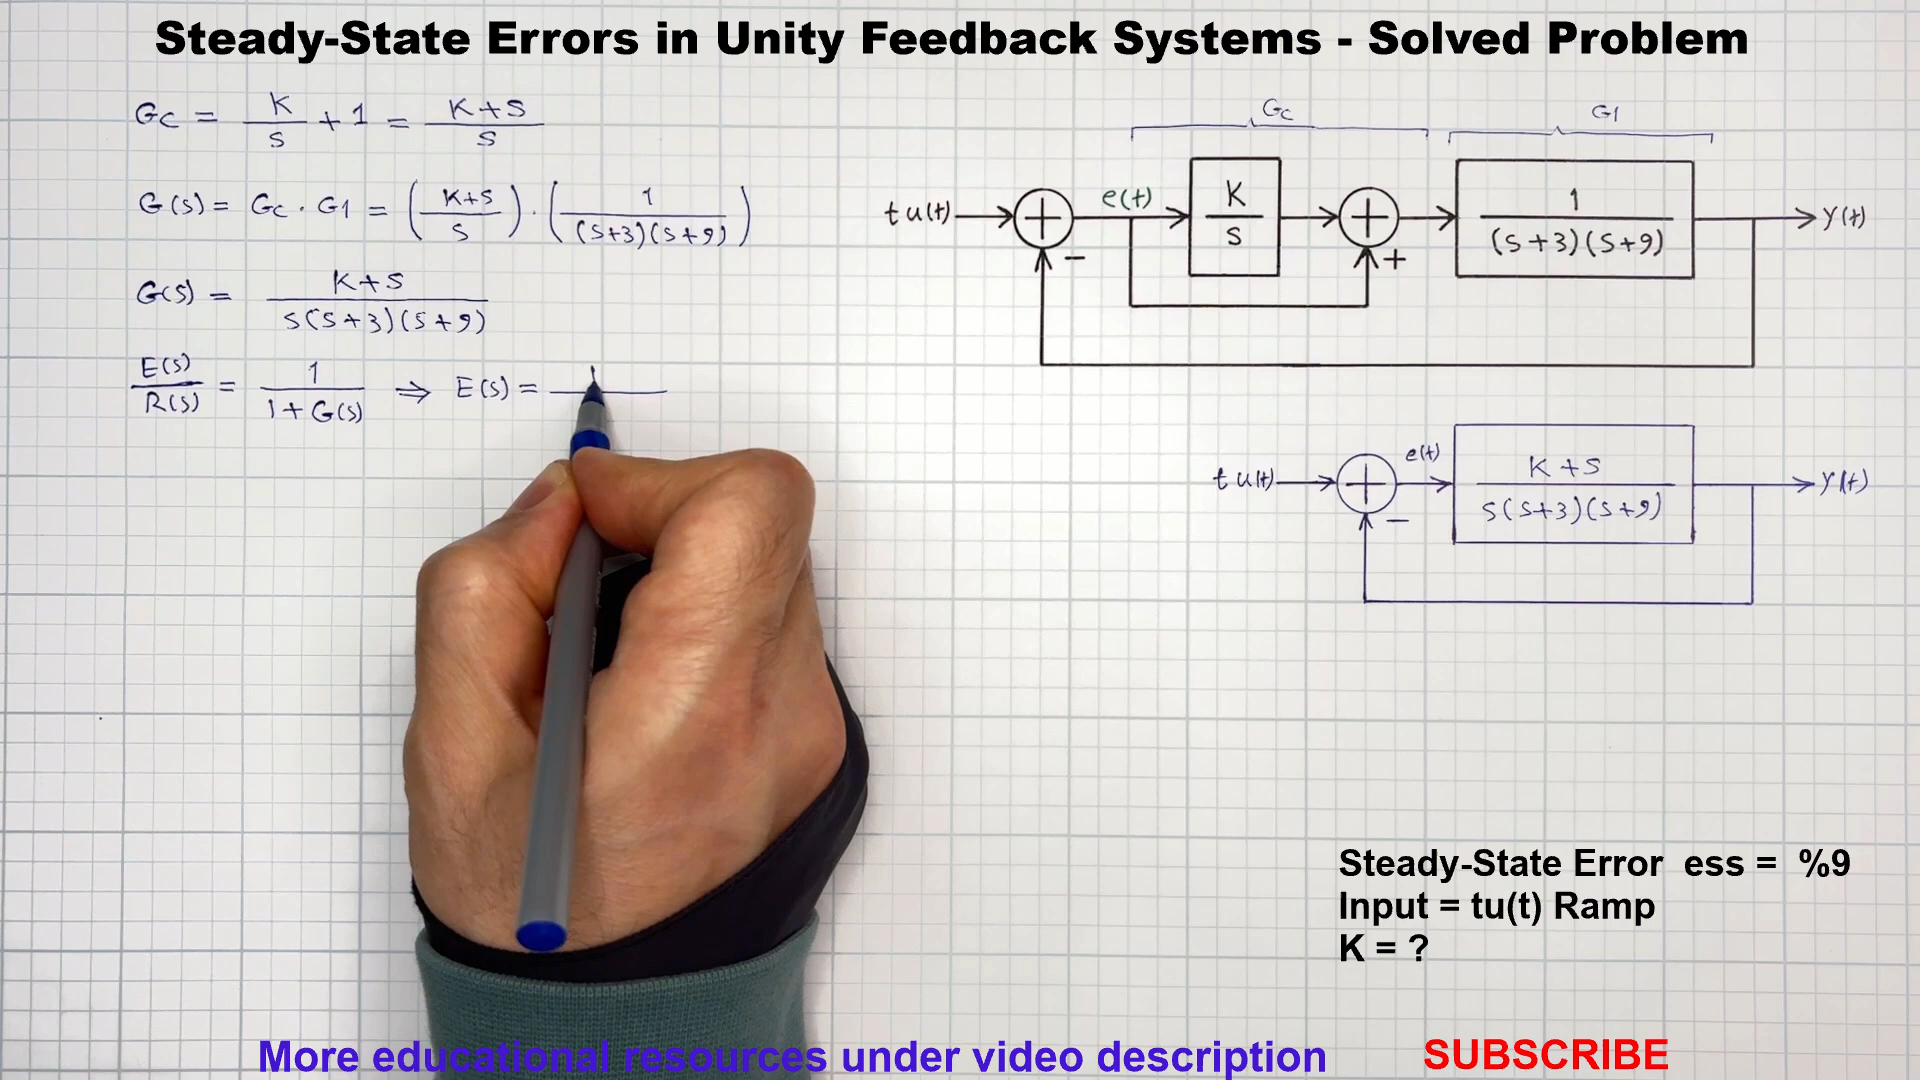 Steady-State Errors in Unity Feedback Systems - Solved Problem
Gc = K/s + 1 = K+s/s
G(s) = Gc · G1 = (K+s/s) · (1/(s+3)(s+9))
G(s) = K+s/s(s+3)(s+9)
E(s)/R(s) = 1/1+G(s) ⇒ E(s) = 1
Gc G1
t u(t) + − e(t) K/s + + 1/(s+3)(s+9) y(t)
t u(t) + − e(t) K+s/s(s+3)(s+9) y(t)
Steady-State Error ess = %9
Input = tu(t) Ramp
K = ?
More educational resources under video description
SUBSCRIBE